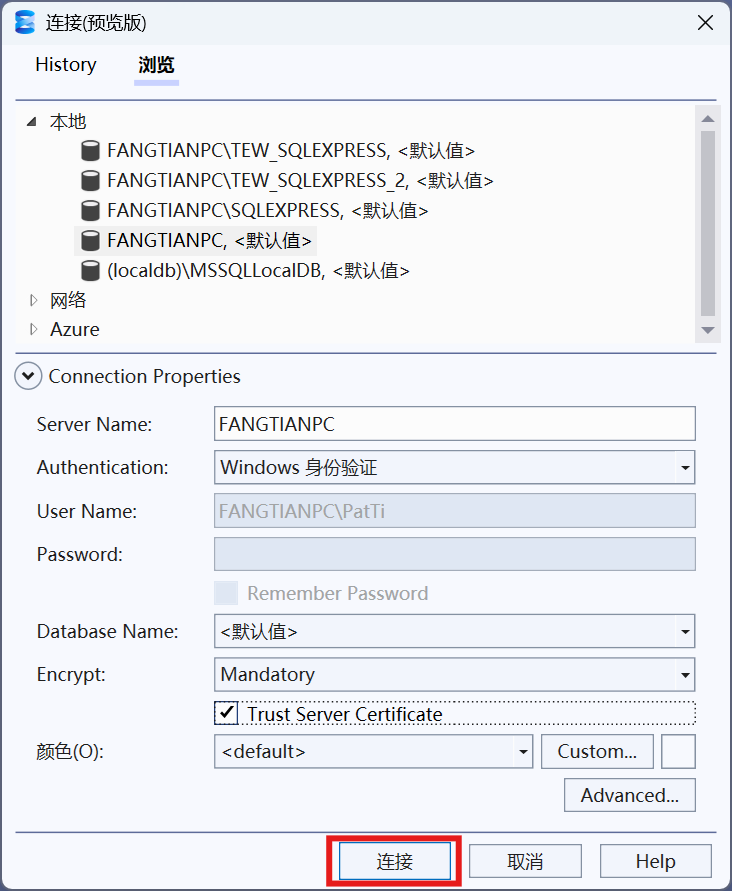 连接(预览版)
History 浏览
本地
FANGTIANPC\TEW_SQLEXPRESS, <默认值>
FANGTIANPC\TEW_SQLEXPRESS_2, <默认值>
FANGTIANPC\SQLEXPRESS, <默认值>
FANGTIANPC, <默认值>
(localdb)\MSSQLLocalDB, <默认值>
网络
Azure
Connection Properties
Server Name: FANGTIANPC
Authentication: Windows 身份验证
User Name: FANGTIANPC\PatTi
Password:
Remember Password
Database Name: <默认值>
Encrypt: Mandatory
Trust Server Certificate
颜色(O): <default> Custom...
Advanced...
连接 取消 Help